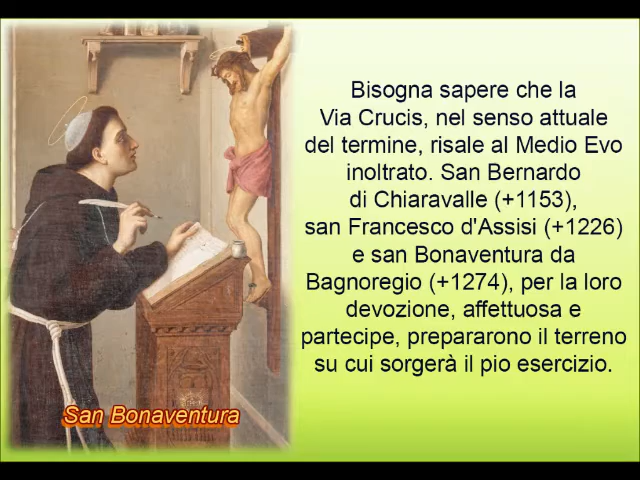 Bisogna sapere che la
Via Crucis, nel senso attuale
del termine, risale al Medio Evo
inoltrato. San Bernardo
di Chiaravalle (+1153),
san Francesco d'Assisi (+1226)
e san Bonaventura da
Bagnoregio (+1274), per la loro
devozione, affettuosa e
partecipe, prepararono il terreno
su cui sorgerà il pio esercizio.
San Bonaventura